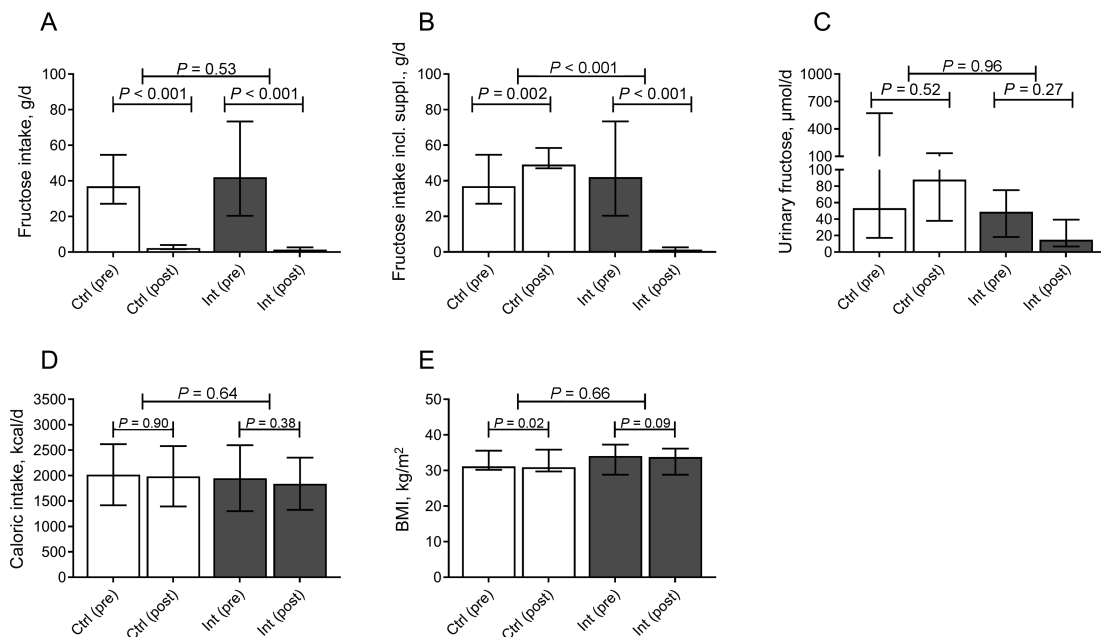 A
Fructose intake, g/d
100
80
60
40
20
0
P = 0.53
P < 0.001
P < 0.001
Ctrl (pre)
Ctrl (post)
Int (pre)
Int (post)
B
Fructose intake incl. suppl., g/d
100
80
60
40
20
0
P < 0.001
P = 0.002
P < 0.001
Ctrl (pre)
Ctrl (post)
Int (pre)
Int (post)
C
Urinary fructose, µmol/d
1000
700
400
100
100
80
60
40
20
0
P = 0.96
P = 0.52
P = 0.27
Ctrl (pre)
Ctrl (post)
Int (pre)
Int (post)
D
Caloric intake, kcal/d
3500
3000
2500
2000
1500
1000
500
0
P = 0.64
P = 0.90
P = 0.38
Ctrl (pre)
Ctrl (post)
Int (pre)
Int (post)
E
BMI, kg/m²
50
40
30
20
10
0
P = 0.66
P = 0.02
P = 0.09
Ctrl (pre)
Ctrl (post)
Int (pre)
Int (post)